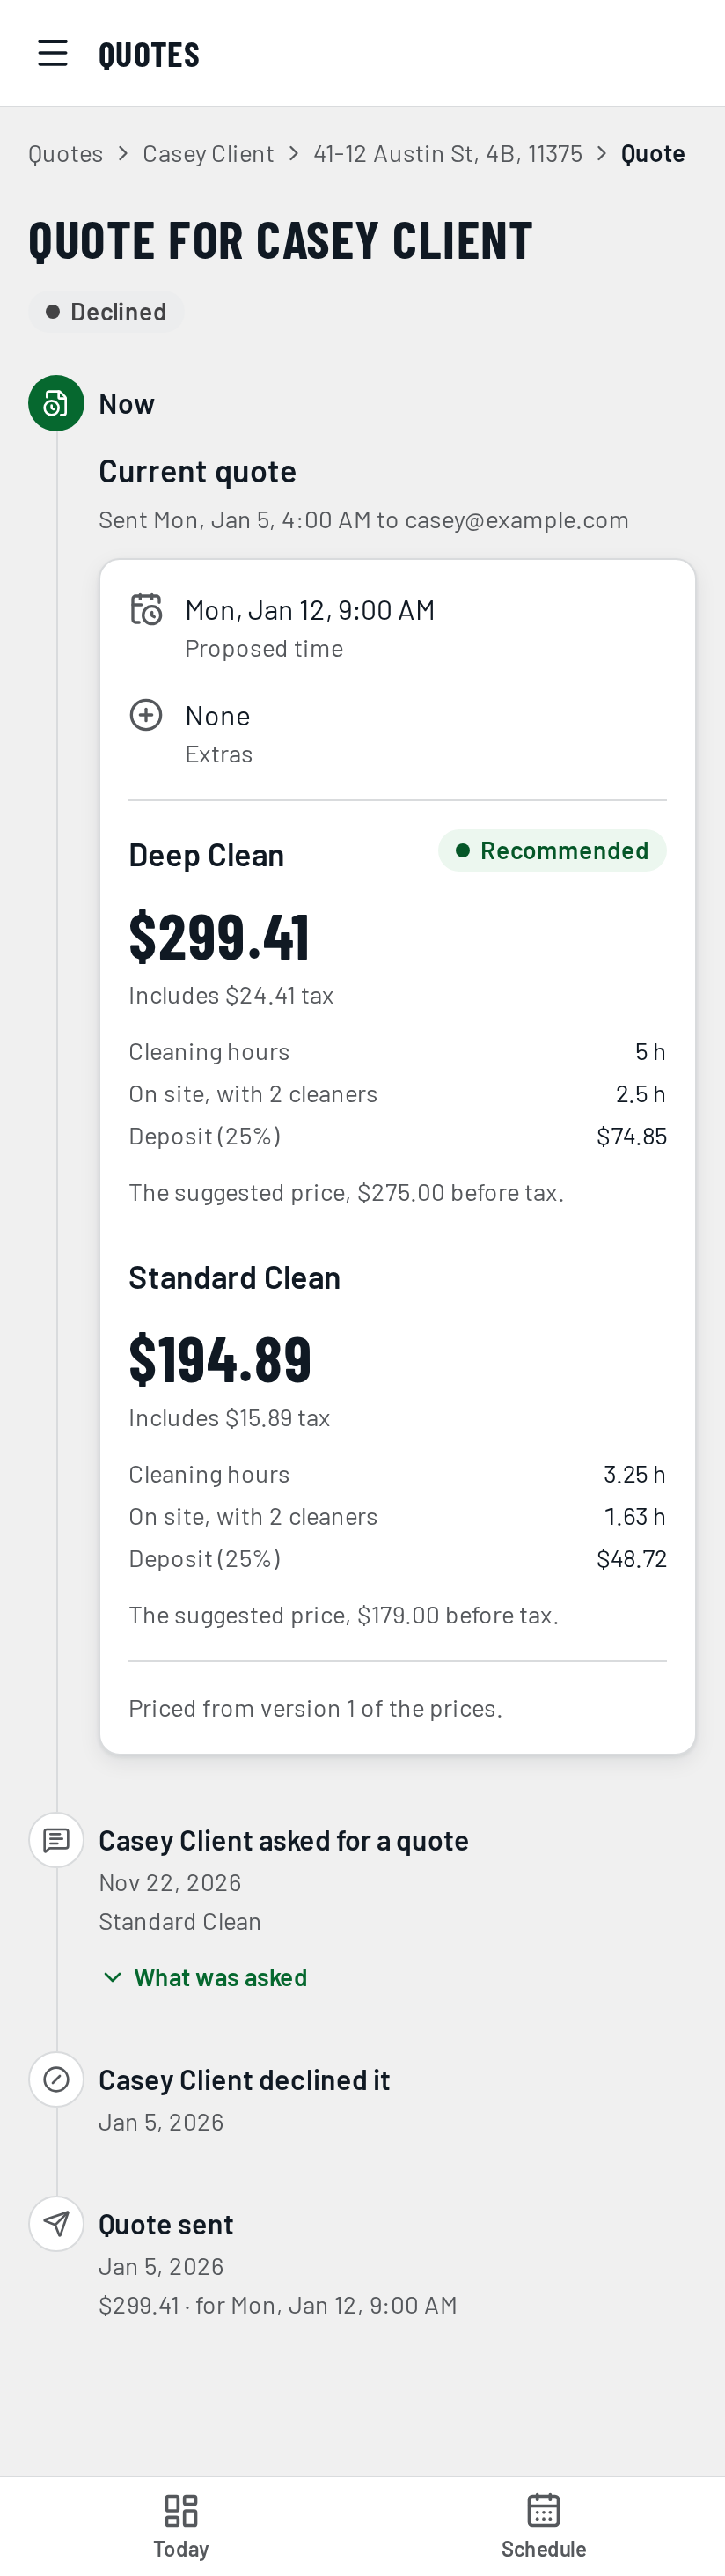 QUOTES
Quotes > Casey Client > 41-12 Austin St, 4B, 11375 > Quote
QUOTE FOR CASEY CLIENT
Declined
Now
Current quote
Sent Mon, Jan 5, 4:00 AM to casey@example.com
Mon, Jan 12, 9:00 AM
Proposed time
None
Extras
Deep Clean
Recommended
$299.41
Includes $24.41 tax
Cleaning hours 5 h
On site, with 2 cleaners 2.5 h
Deposit (25%) $74.85
The suggested price, $275.00 before tax.
Standard Clean
$194.89
Includes $15.89 tax
Cleaning hours 3.25 h
On site, with 2 cleaners 1.63 h
Deposit (25%) $48.72
The suggested price, $179.00 before tax.
Priced from version 1 of the prices.
Casey Client asked for a quote
Nov 22, 2026
Standard Clean
What was asked
Casey Client declined it
Jan 5, 2026
Quote sent
Jan 5, 2026
$299.41 · for Mon, Jan 12, 9:00 AM
Today
Schedule